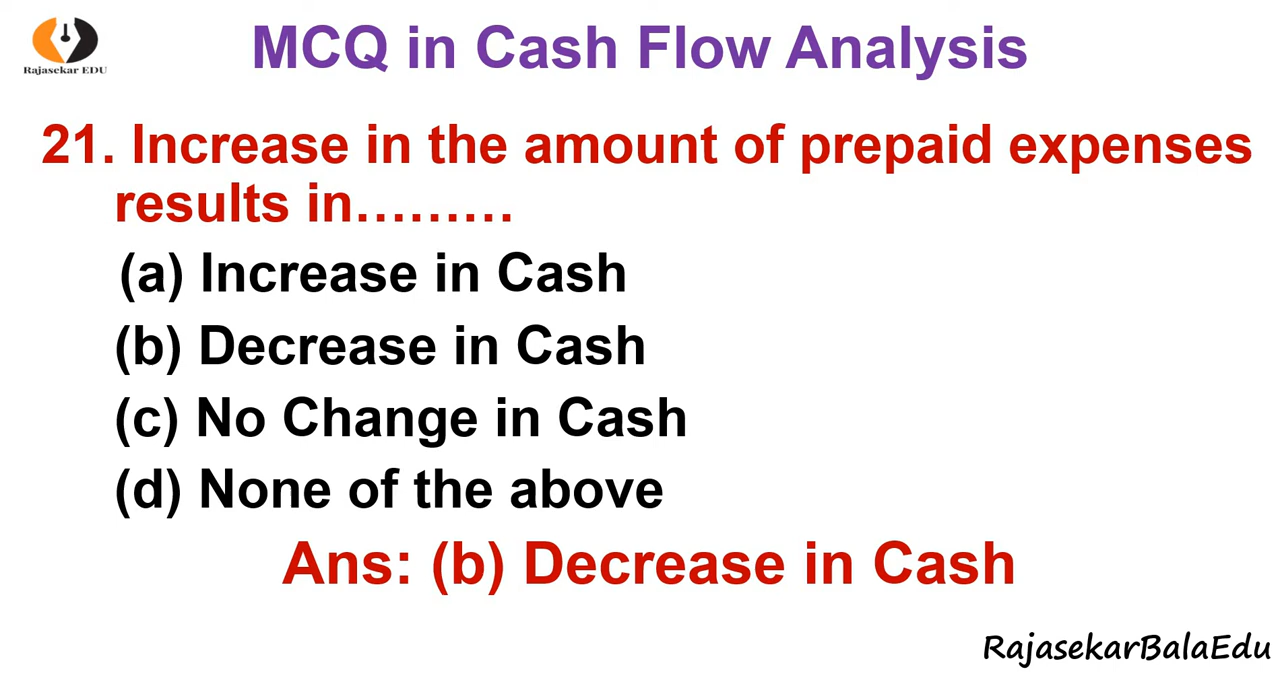 Rajasekar EDU
MCQ in Cash Flow Analysis
21. Increase in the amount of prepaid expenses
results in………
(a) Increase in Cash
(b) Decrease in Cash
(c) No Change in Cash
(d) None of the above
Ans: (b) Decrease in Cash
RajasekarBalaEdu